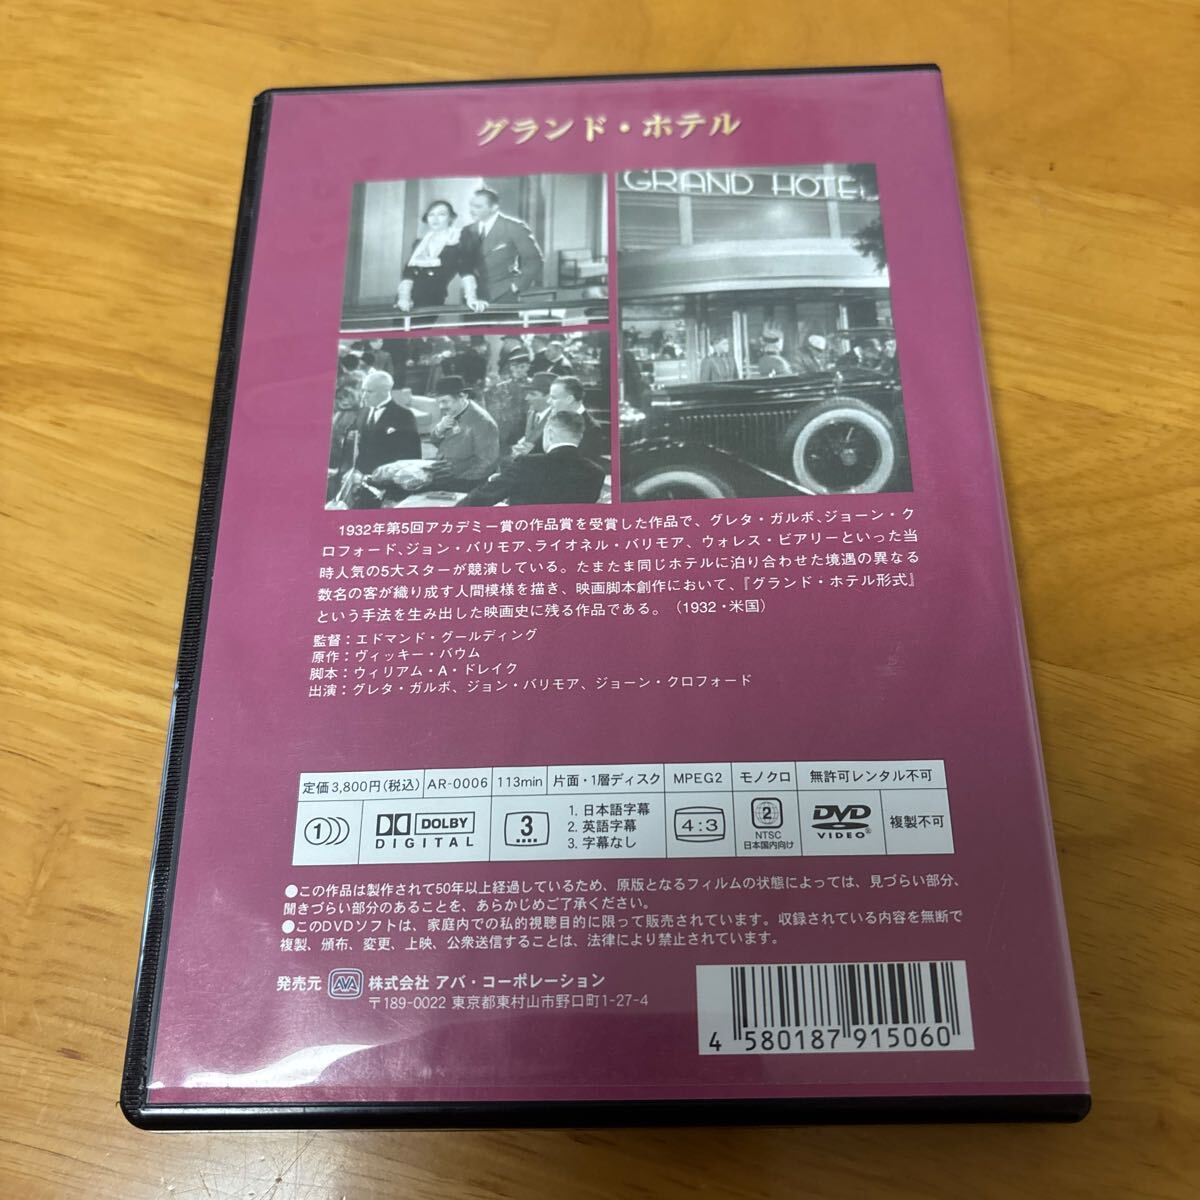 グランド・ホテル
GRAND HOTE
1932年第5回アカデミー賞の作品賞を受賞した作品で、グレタ・ガルボ、ジョーン・ク
ロフォード、ジョン・バリモア、ライオネル・バリモア、ウォレス・ビアリーといった当
時人気の5大スターが競演している。たまたま同じホテルに泊り合わせた境遇の異なる
数名の客が織り成す人間模様を描き、映画脚本創作において、『グランド・ホテル形式』
という手法を生み出した映画史に残る作品である。（1932・米国）
監督：エドマンド・グールディング
原作：ヴィッキー・バウム
脚本：ウィリアム・A・ドレイク
出演：グレタ・ガルボ、ジョン・バリモア、ジョーン・クロフォード
定価3,800円(税込) AR-0006 113min 片面・1層ディスク MPEG2 モノクロ 無許可レンタル不可
1 DOLBY DIGITAL 3
1. 日本語字幕
2. 英語字幕
3. 字幕なし
4:3
2 NTSC 日本国内向け
DVD VIDEO®
複製不可
●この作品は製作されて50年以上経過しているため、原版となるフィルムの状態によっては、見づらい部分、
聞きづらい部分のあることを、あらかじめご了承ください。
●このDVDソフトは、家庭内での私的視聴目的に限って販売されています。収録されている内容を無断で
複製、頒布、変更、上映、公衆送信することは、法律により禁止されています。
発売元 AVA 株式会社 アバ・コーポレーション
〒189-0022 東京都東村山市野口町1-27-4
4 580187 915060